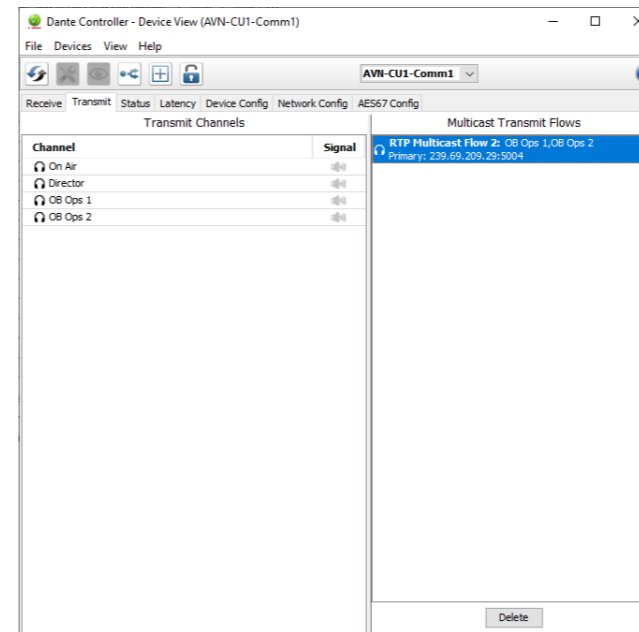 Dante Controller - Device View (AVN-CU1-Comm1)
File Devices View Help
AVN-CU1-Comm1
Receive Transmit Status Latency Device Config Network Config AES67 Config
Transmit Channels
Channel Signal
On Air
Director
OB Ops 1
OB Ops 2
Multicast Transmit Flows
RTP Multicast Flow 2: OB Ops 1,OB Ops 2
Primary: 239.69.209.29:5004
Delete